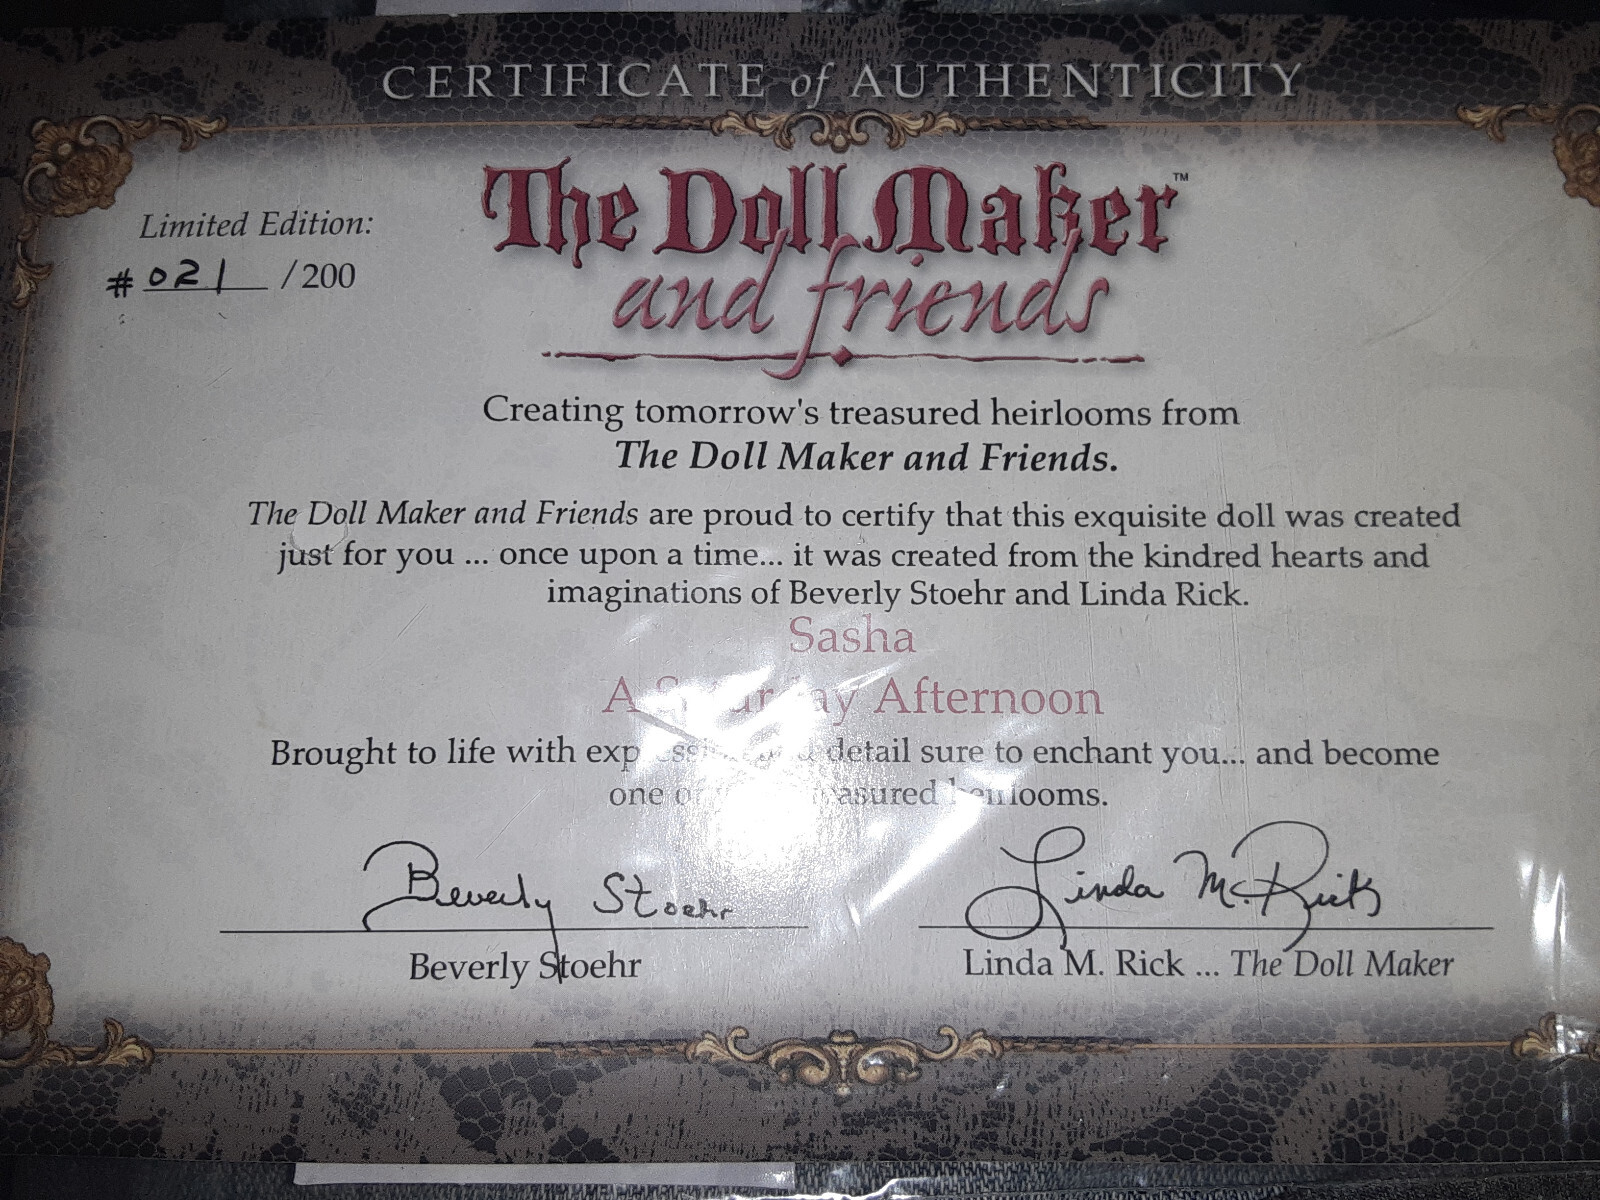 CERTIFICATE of AUTHENTICITY
Limited Edition:
# 021 /200
The Doll Maker™
and friends
Creating tomorrow's treasured heirlooms from
The Doll Maker and Friends.
The Doll Maker and Friends are proud to certify that this exquisite doll was created
just for you ... once upon a time... it was created from the kindred hearts and
imaginations of Beverly Stoehr and Linda Rick.
Sasha
A Saturday Afternoon
Brought to life with detail sure to enchant you... and become
one treasured heirlooms.
Beverly Stoehr
Linda M. Rick
Beverly Stoehr
Linda M. Rick ... The Doll Maker